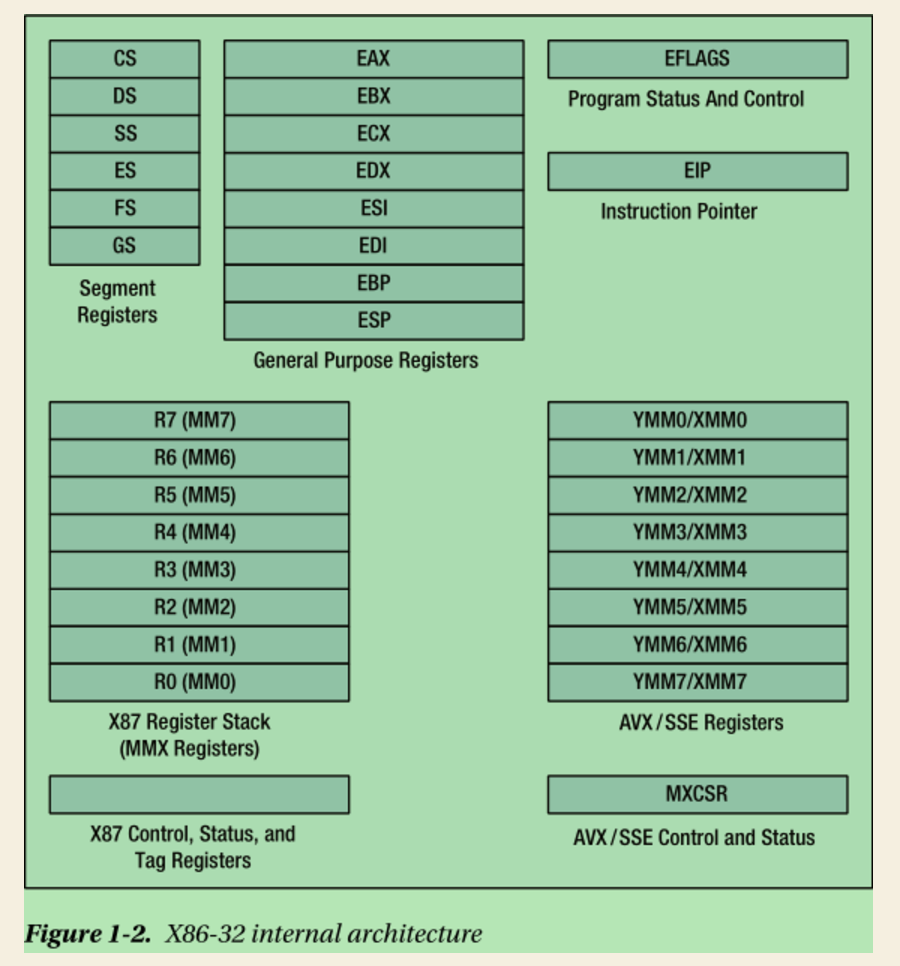 CS
DS
SS
ES
FS
GS
Segment
Registers
EAX
EBX
ECX
EDX
ESI
EDI
EBP
ESP
General Purpose Registers
EFLAGS
Program Status And Control
EIP
Instruction Pointer
R7 (MM7)
R6 (MM6)
R5 (MM5)
R4 (MM4)
R3 (MM3)
R2 (MM2)
R1 (MM1)
R0 (MM0)
X87 Register Stack
(MMX Registers)
X87 Control, Status, and
Tag Registers
YMM0/XMM0
YMM1/XMM1
YMM2/XMM2
YMM3/XMM3
YMM4/XMM4
YMM5/XMM5
YMM6/XMM6
YMM7/XMM7
AVX/SSE Registers
MXCSR
AVX/SSE Control and Status
Figure 1-2. X86-32 internal architecture